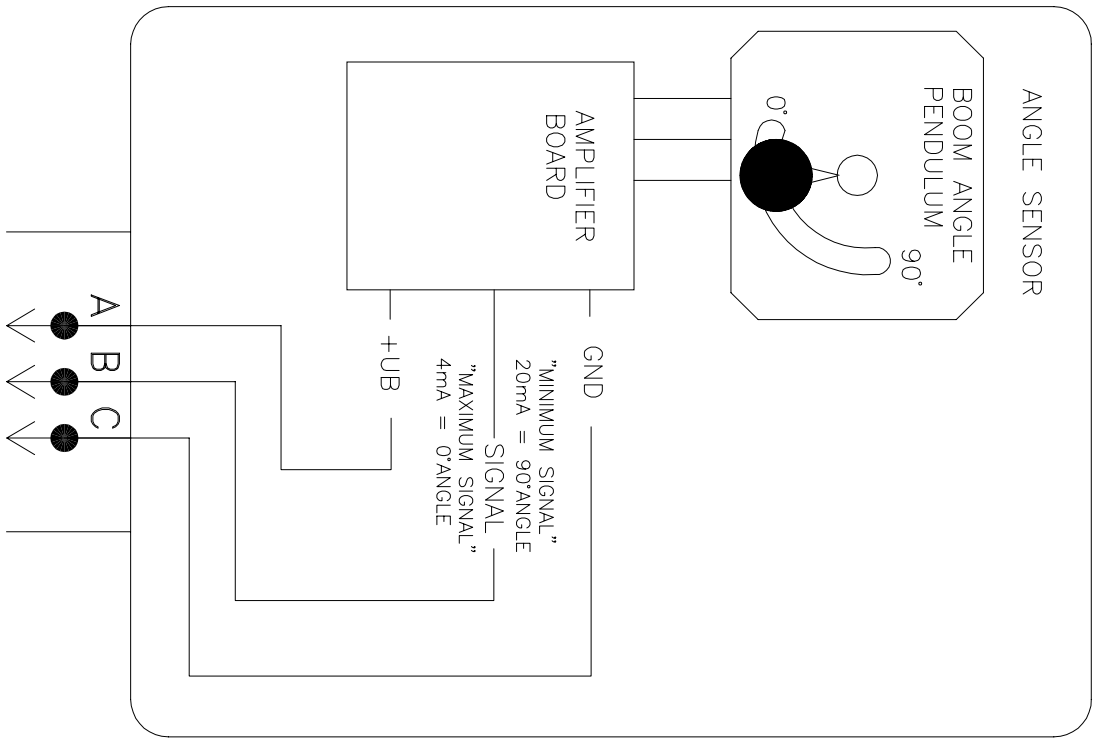 ANGLE SENSOR
BOOM ANGLE
PENDULUM
0°
90°
AMPLIFIER
BOARD
GND
"MINIMUM SIGNAL"
20mA = 90°ANGLE
SIGNAL
"MAXIMUM SIGNAL"
4mA = 0°ANGLE
+UB
A
B
C